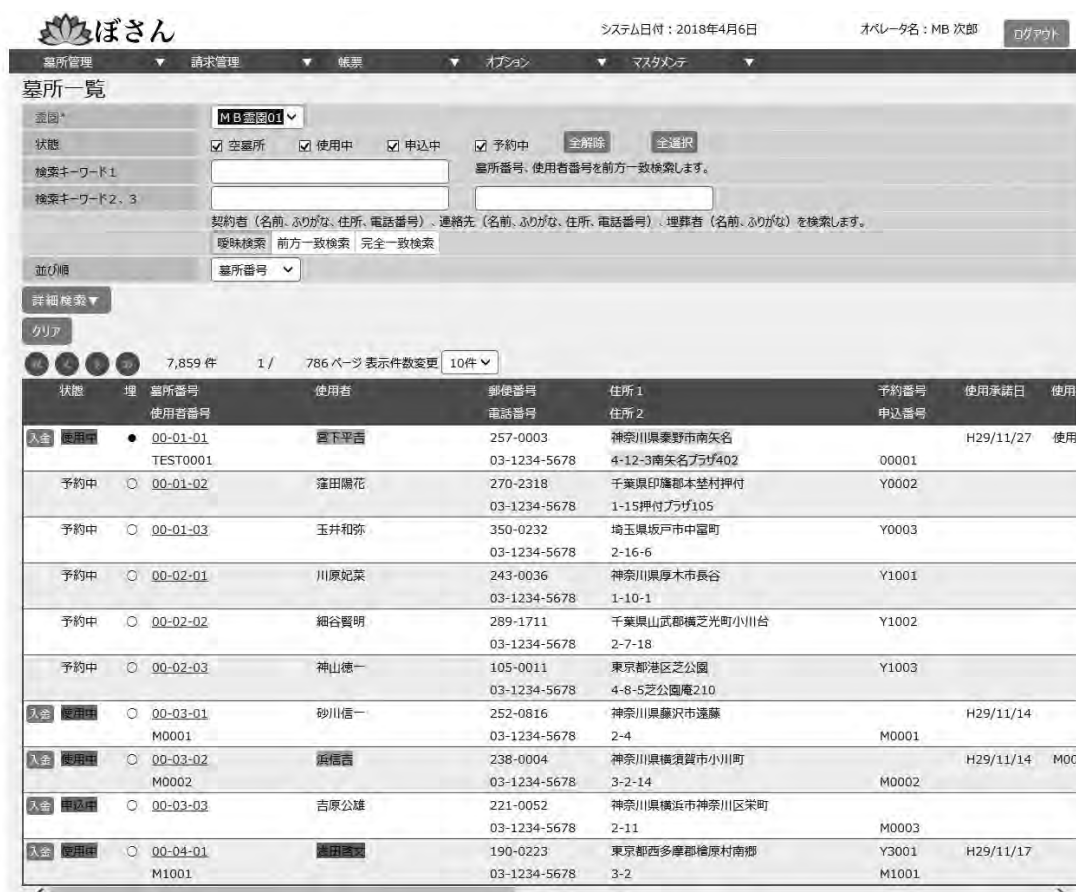 ぼさん システム日付：2018年4月6日 オペレータ名：MB 次郎 ログアウト
墓所管理 ▼ 請求管理 ▼ 帳票 ▼ オプション ▼ マスタメンテ ▼
墓所一覧
霊園* ＭＢ霊園01
状態 空墓所 使用中 申込中 予約中 全解除 全選択
検索キーワード１ 墓所番号、使用者番号を前方一致検索します。
検索キーワード２、３
契約者（名前、ふりがな、住所、電話番号）、連絡先（名前、ふりがな、住所、電話番号）、埋葬者（名前、ふりがな）を検索します。
曖昧検索 前方一致検索 完全一致検索
並び順 墓所番号
詳細検索▼
クリア
7,859 件 1 / 786 ページ 表示件数変更 10件
状態 埋 墓所番号 使用者 郵便番号 住所１ 予約番号 使用承諾日 使用
使用者番号 電話番号 住所２ 申込番号
入金 使用中 ● 00-01-01 宮下平吉 257-0003 神奈川県秦野市南矢名 H29/11/27 使用
TEST0001 03-1234-5678 4-12-3南矢名プラザ402 00001
予約中 ○ 00-01-02 窪田陽花 270-2318 千葉県印旛郡本埜村押付 Y0002
03-1234-5678 1-15押付プラザ105
予約中 ○ 00-01-03 玉井和弥 350-0232 埼玉県坂戸市中富町 Y0003
03-1234-5678 2-16-6
予約中 ○ 00-02-01 川原妃菜 243-0036 神奈川県厚木市長谷 Y1001
03-1234-5678 1-10-1
予約中 ○ 00-02-02 細谷賢明 289-1711 千葉県山武郡横芝光町小川台 Y1002
03-1234-5678 2-7-18
予約中 ○ 00-02-03 神山徳一 105-0011 東京都港区芝公園 Y1003
03-1234-5678 4-8-5芝公園庵210
入金 使用中 ○ 00-03-01 砂川信一 252-0816 神奈川県藤沢市遠藤 H29/11/14
M0001 03-1234-5678 2-4 M0001
入金 使用中 ○ 00-03-02 浜信吉 238-0004 神奈川県横須賀市小川町 H29/11/14 M00
M0002 03-1234-5678 3-2-14 M0002
入金 申込中 ○ 00-03-03 吉原公雄 221-0052 神奈川県横浜市神奈川区栄町
03-1234-5678 2-11 M0003
入金 使用中 ○ 00-04-01 190-0223 東京都西多摩郡檜原村南郷 Y3001 H29/11/17
M1001 03-1234-5678 3-2 M1001